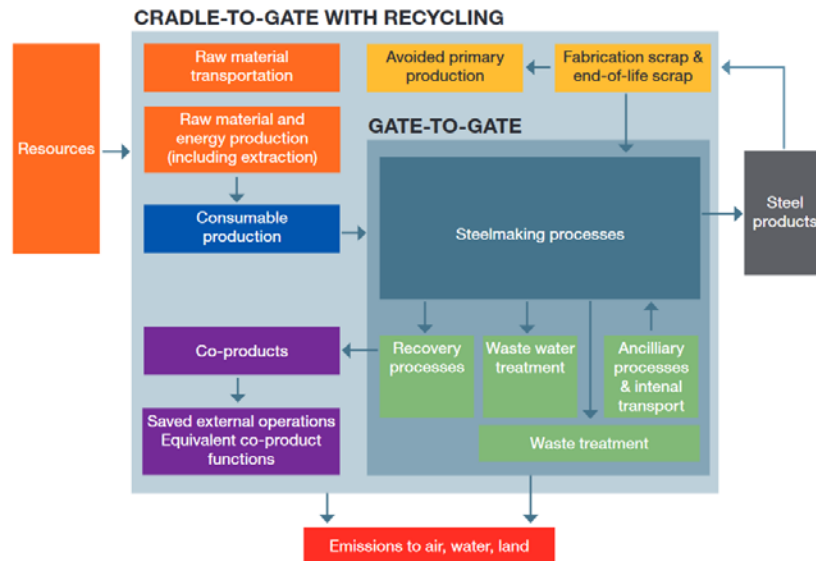 CRADLE-TO-GATE WITH RECYCLING
Raw material
transportation
Avoided primary
production
Fabrication scrap &
end-of-life scrap
Resources
Raw material and
energy production
(including extraction)
GATE-TO-GATE
Consumable
production
Steelmaking processes
Steel
products
Co-products
Recovery
processes
Waste water
treatment
Ancilliary
processes
& intenal
transport
Saved external operations
Equivalent co-product
functions
Waste treatment
Emissions to air, water, land